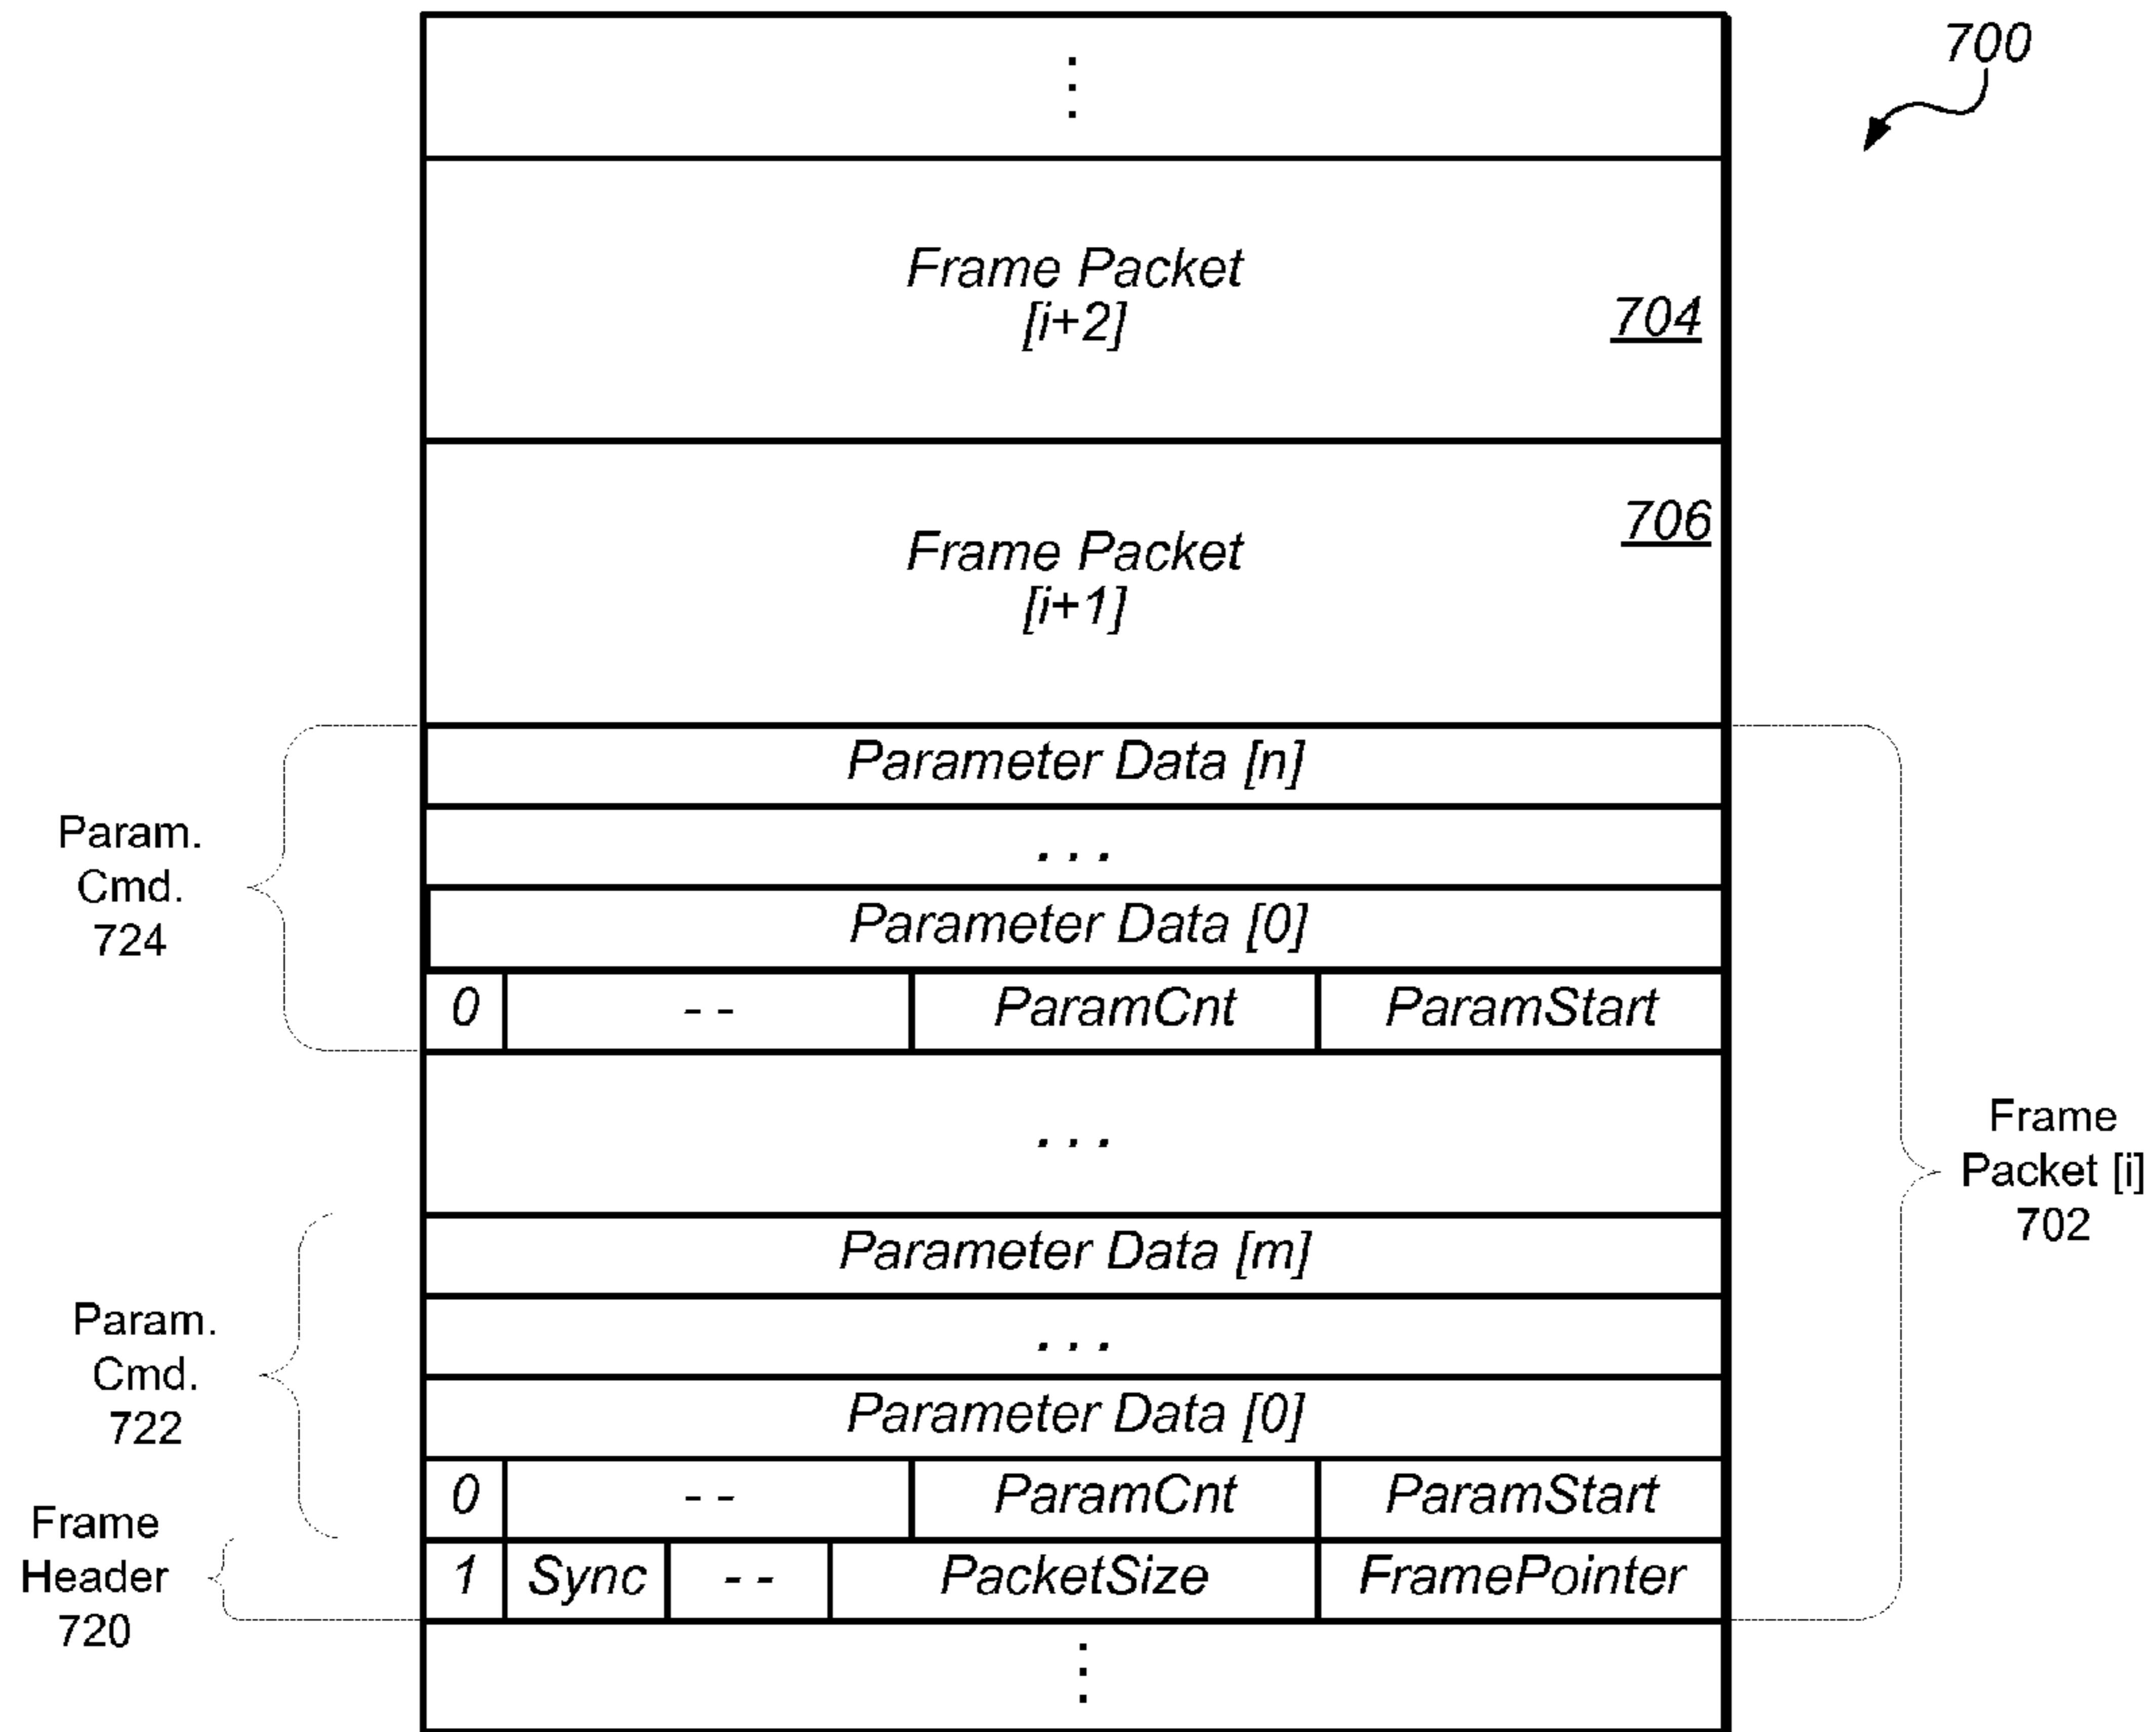 700
⋮
Frame Packet
[i+2]
704
706
Frame Packet
[i+1]
Parameter Data [n]
. . .
Parameter Data [0]
0 - - ParamCnt ParamStart
Param.
Cmd.
724
. . .
Frame
Packet [i]
702
Parameter Data [m]
. . .
Parameter Data [0]
0 - - ParamCnt ParamStart
Param.
Cmd.
722
1 Sync - - PacketSize FramePointer
Frame
Header
720
⋮